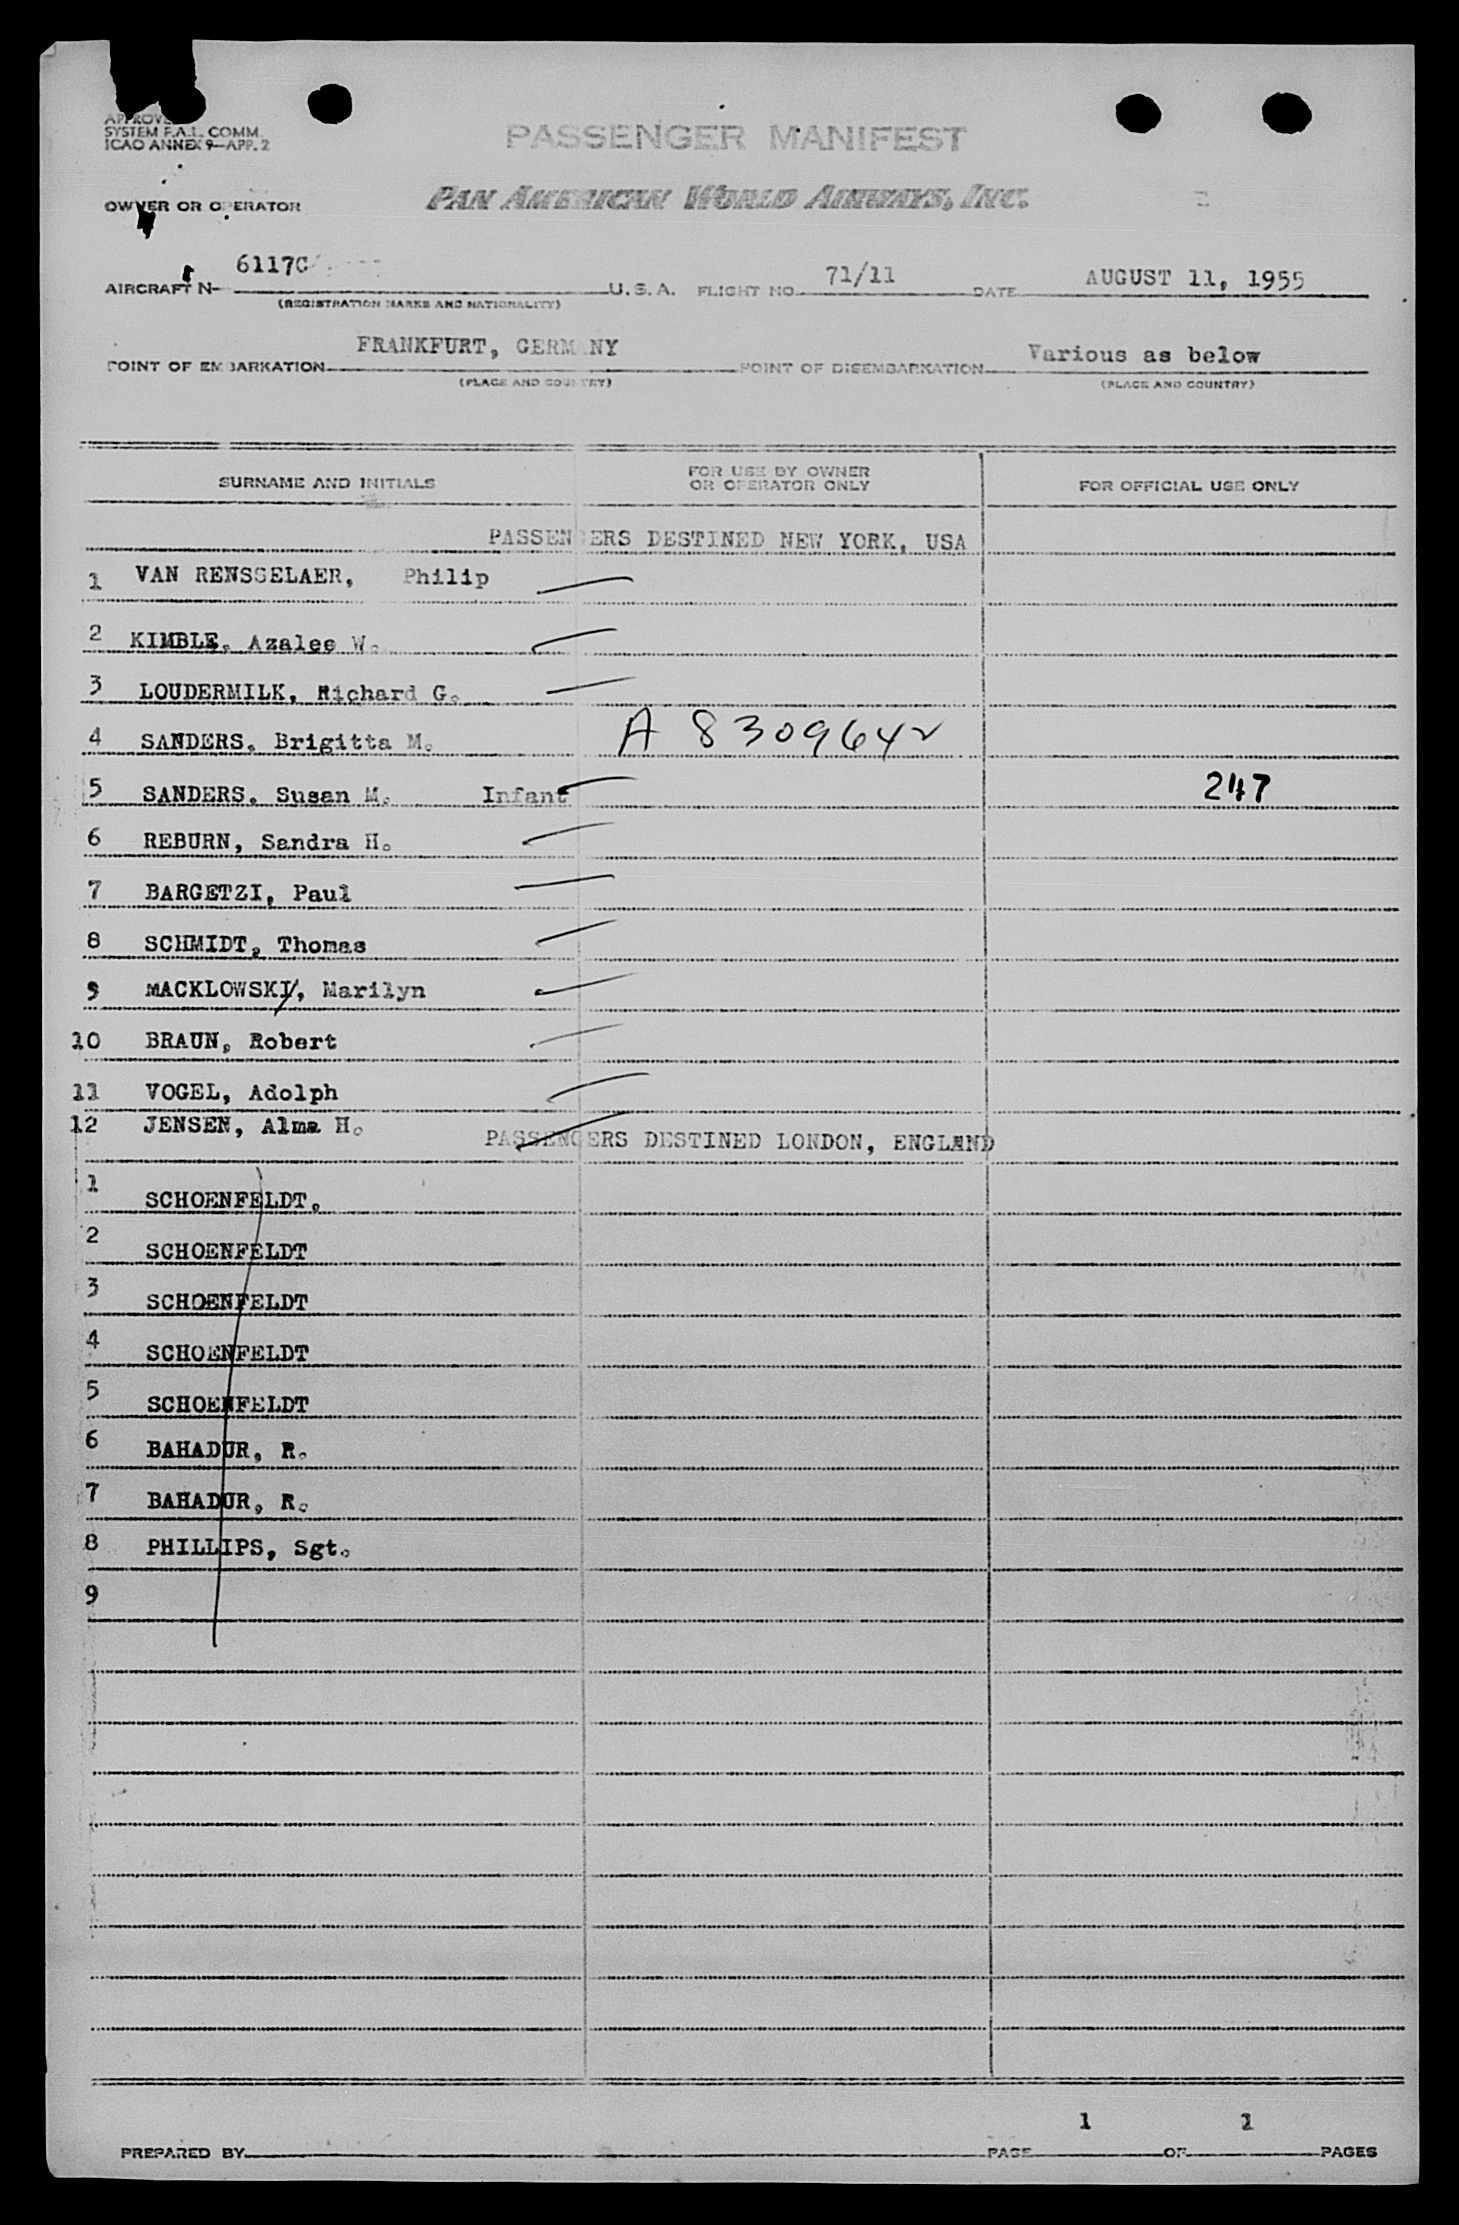 SYSTEM F.A.L. COMM.
ICAO ANNEX 9—APP. 2
PASSENGER MANIFEST
OWNER OR OPERATOR PAN AMERICAN WORLD AIRWAYS, INC.
AIRCRAFT N- 6117C U.S.A. FLIGHT NO 71/11 DATE AUGUST 11, 1955
(REGISTRATION MARKS AND NATIONALITY)
POINT OF EMBARKATION FRANKFURT, GERMANY POINT OF DISEMBARKATION Various as below
(PLACE AND COUNTRY) (PLACE AND COUNTRY)
SURNAME AND INITIALS FOR USE BY OWNER OR OPERATOR ONLY FOR OFFICIAL USE ONLY
PASSENGERS DESTINED NEW YORK, USA
1 VAN RENSSELAER, Philip
2 KIMBLE, Azalee W.
3 LOUDERMILK, Richard G.
4 SANDERS, Brigitta M. A 8309642
5 SANDERS, Susan M. Infant 247
6 REBURN, Sandra H.
7 BARGETZI, Paul
8 SCHMIDT, Thomas
9 MACKLOWSKI, Marilyn
10 BRAUN, Robert
11 VOGEL, Adolph
12 JENSEN, Alma H.
PASSENGERS DESTINED LONDON, ENGLAND
1 SCHOENFELDT,
2 SCHOENFELDT
3 SCHOENFELDT
4 SCHOENFELDT
5 SCHOENFELDT
6 BAHADUR, R.
7 BAHADUR, R.
8 PHILLIPS, Sgt.
9
PREPARED BY PAGE 1 OF 1 PAGES